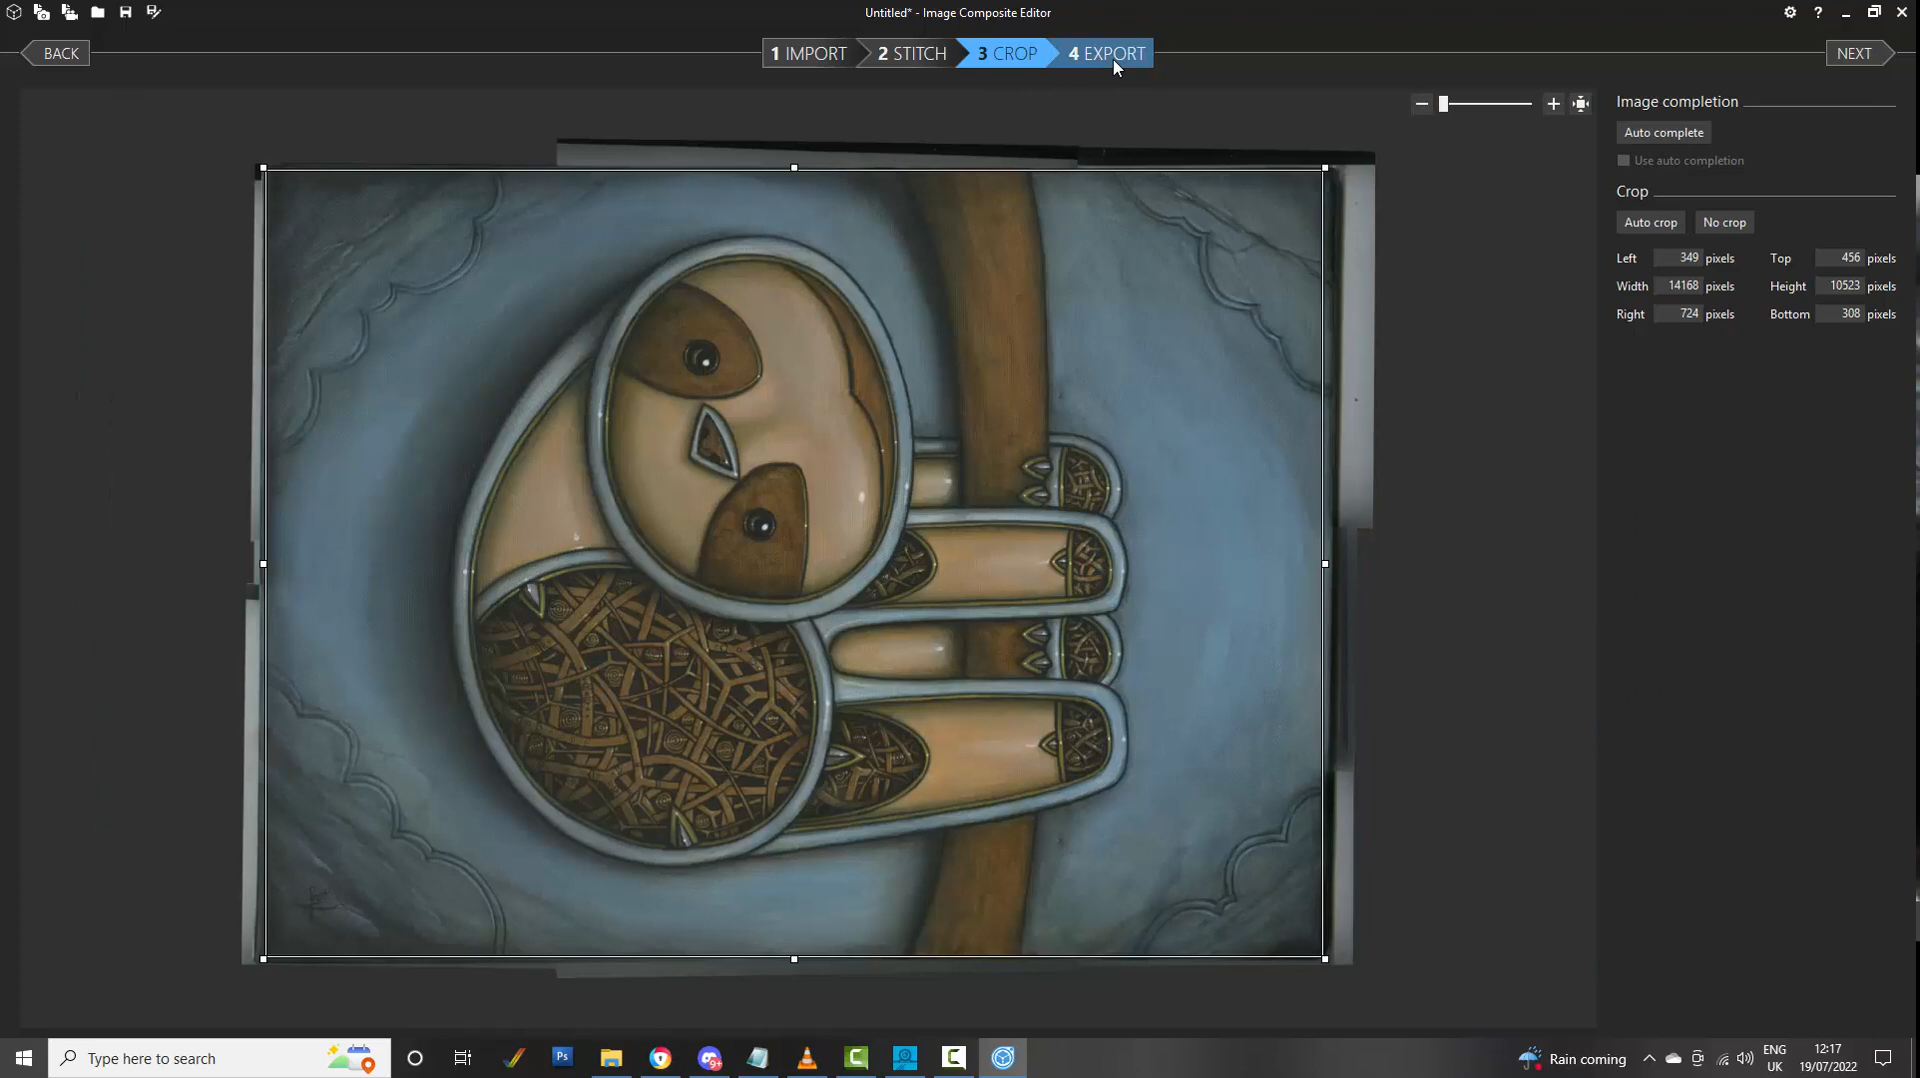 Untitled* - Image Composite Editor
BACK
1 IMPORT
2 STITCH
3 CROP
4 EXPORT
NEXT
Image completion
Auto complete
Use auto completion
Crop
Auto crop
No crop
Left 349 pixels Top 456 pixels
Width 14168 pixels Height 10523 pixels
Right 724 pixels Bottom 308 pixels
Type here to search
Ps
9+
Rain coming
ENG
UK
12:17
19/07/2022